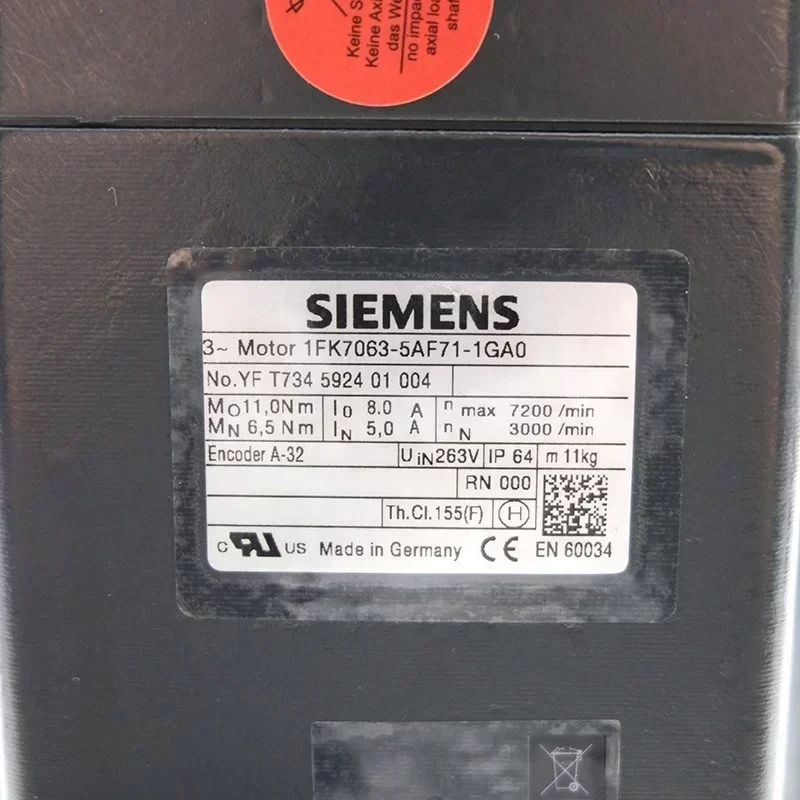 Keine S
Keine Axi
das We
no impa
axial loa
shaf
SIEMENS
3~ Motor 1FK7063-5AF71-1GA0
No.YF T734 5924 01 004
M0 11,0Nm I0 8.0 A n max 7200 /min
MN 6,5 Nm IN 5,0 A nN 3000 /min
Encoder A-32 UiN263V IP 64 m 11kg
RN 000
Th.Cl.155(F) H
c RU US Made in Germany CE EN 60034